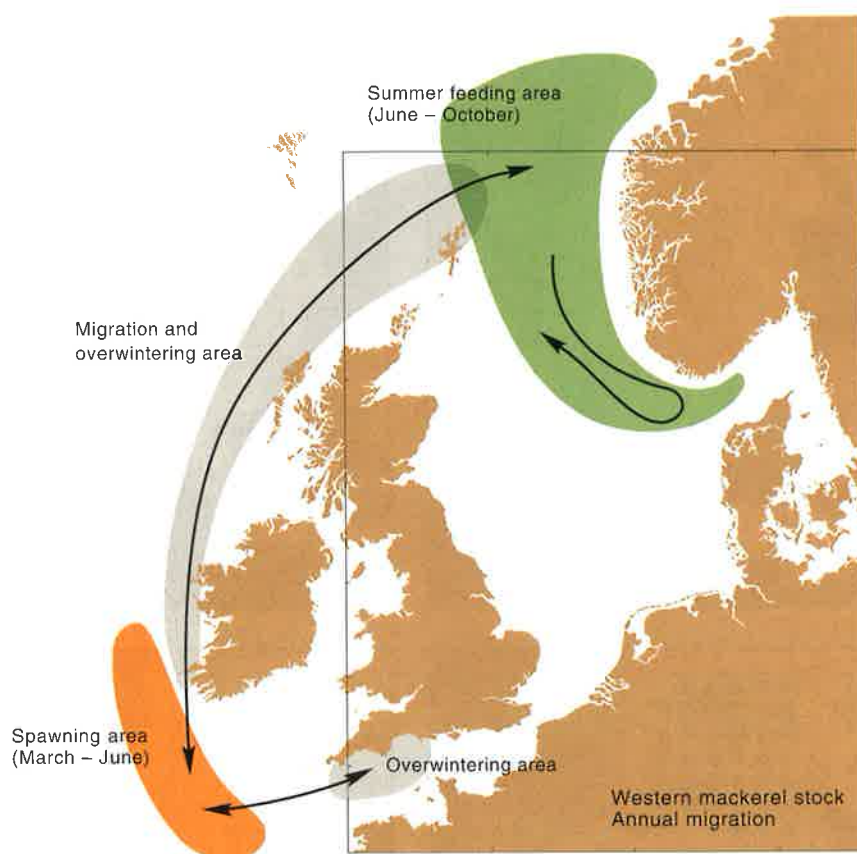 Summer feeding area
(June – October)
Migration and
overwintering area
Spawning area
(March – June)
Overwintering area
Western mackerel stock
Annual migration